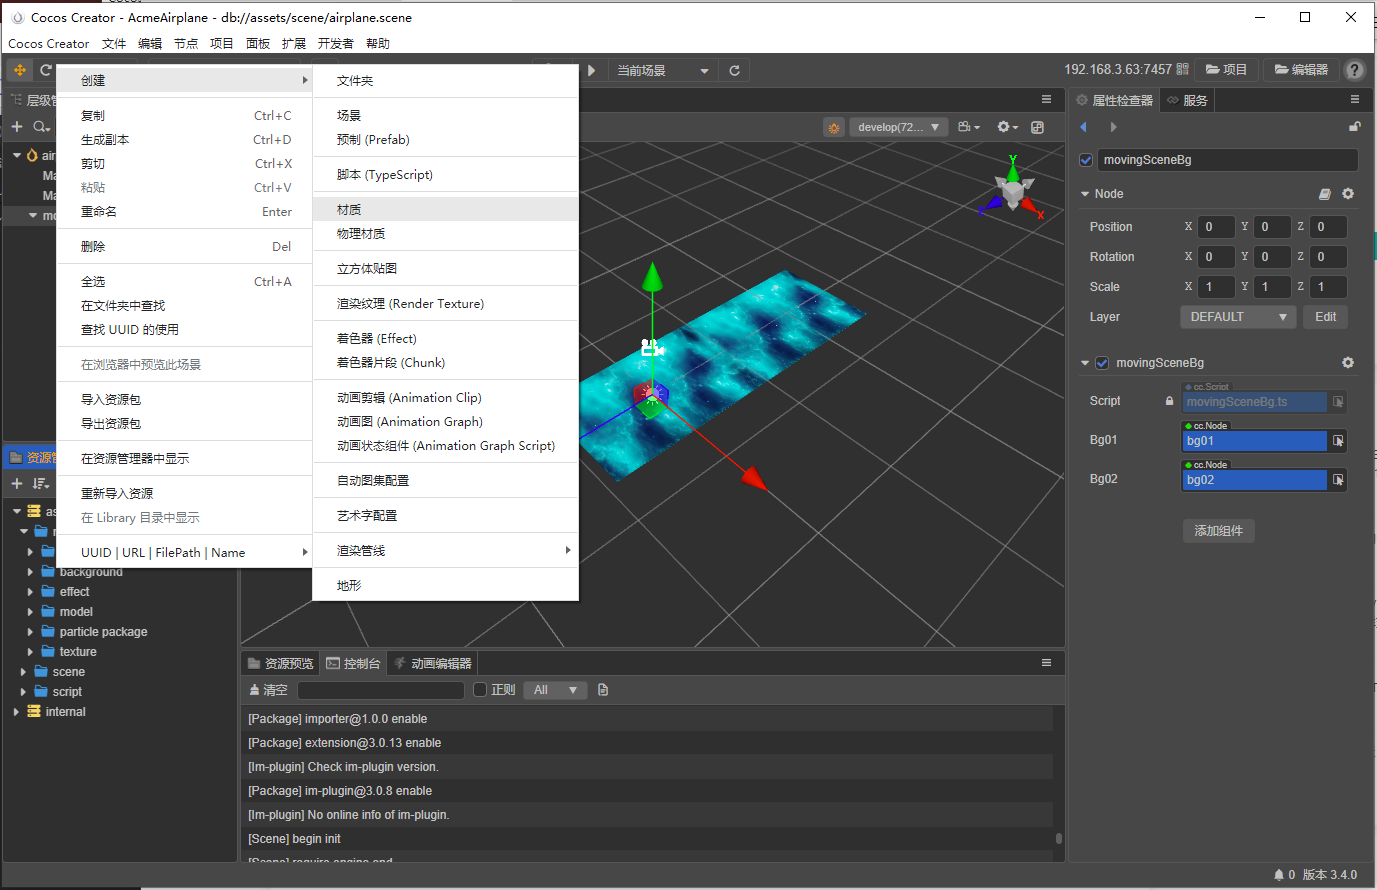 Cocos Creator - AcmeAirplane - db://assets/scene/airplane.scene
Cocos Creator 文件 编辑 节点 项目 面板 扩展 开发者 帮助
当前场景
192.168.3.63:7457 项目 编辑器
层级
develop(72...
创建
复制 Ctrl+C
生成副本 Ctrl+D
剪切 Ctrl+X
粘贴 Ctrl+V
重命名 Enter
删除 Del
全选 Ctrl+A
在文件夹中查找
查找 UUID 的使用
在浏览器中预览此场景
导入资源包
导出资源包
在资源管理器中显示
重新导入资源
在 Library 目录中显示
UUID | URL | FilePath | Name
文件夹
场景
预制 (Prefab)
脚本 (TypeScript)
材质
物理材质
立方体贴图
渲染纹理 (Render Texture)
着色器 (Effect)
着色器片段 (Chunk)
动画剪辑 (Animation Clip)
动画图 (Animation Graph)
动画状态组件 (Animation Graph Script)
自动图集配置
艺术字配置
渲染管线
地形
air
Ma
Ma
mo
资源
as
background
effect
model
particle package
texture
scene
script
internal
Y
X
Z
资源预览 控制台 动画编辑器
清空 正则 All
[Package] importer@1.0.0 enable
[Package] extension@3.0.13 enable
[Im-plugin] Check im-plugin version.
[Package] im-plugin@3.0.8 enable
[Im-plugin] No online info of im-plugin.
[Scene] begin init
[Scene] require engine end
属性检查器 服务
movingSceneBg
Node
Position X 0 Y 0 Z 0
Rotation X 0 Y 0 Z 0
Scale X 1 Y 1 Z 1
Layer DEFAULT Edit
movingSceneBg
cc.Script
Script movingSceneBg.ts
cc.Node
Bg01 bg01
cc.Node
Bg02 bg02
添加组件
0 版本 3.4.0